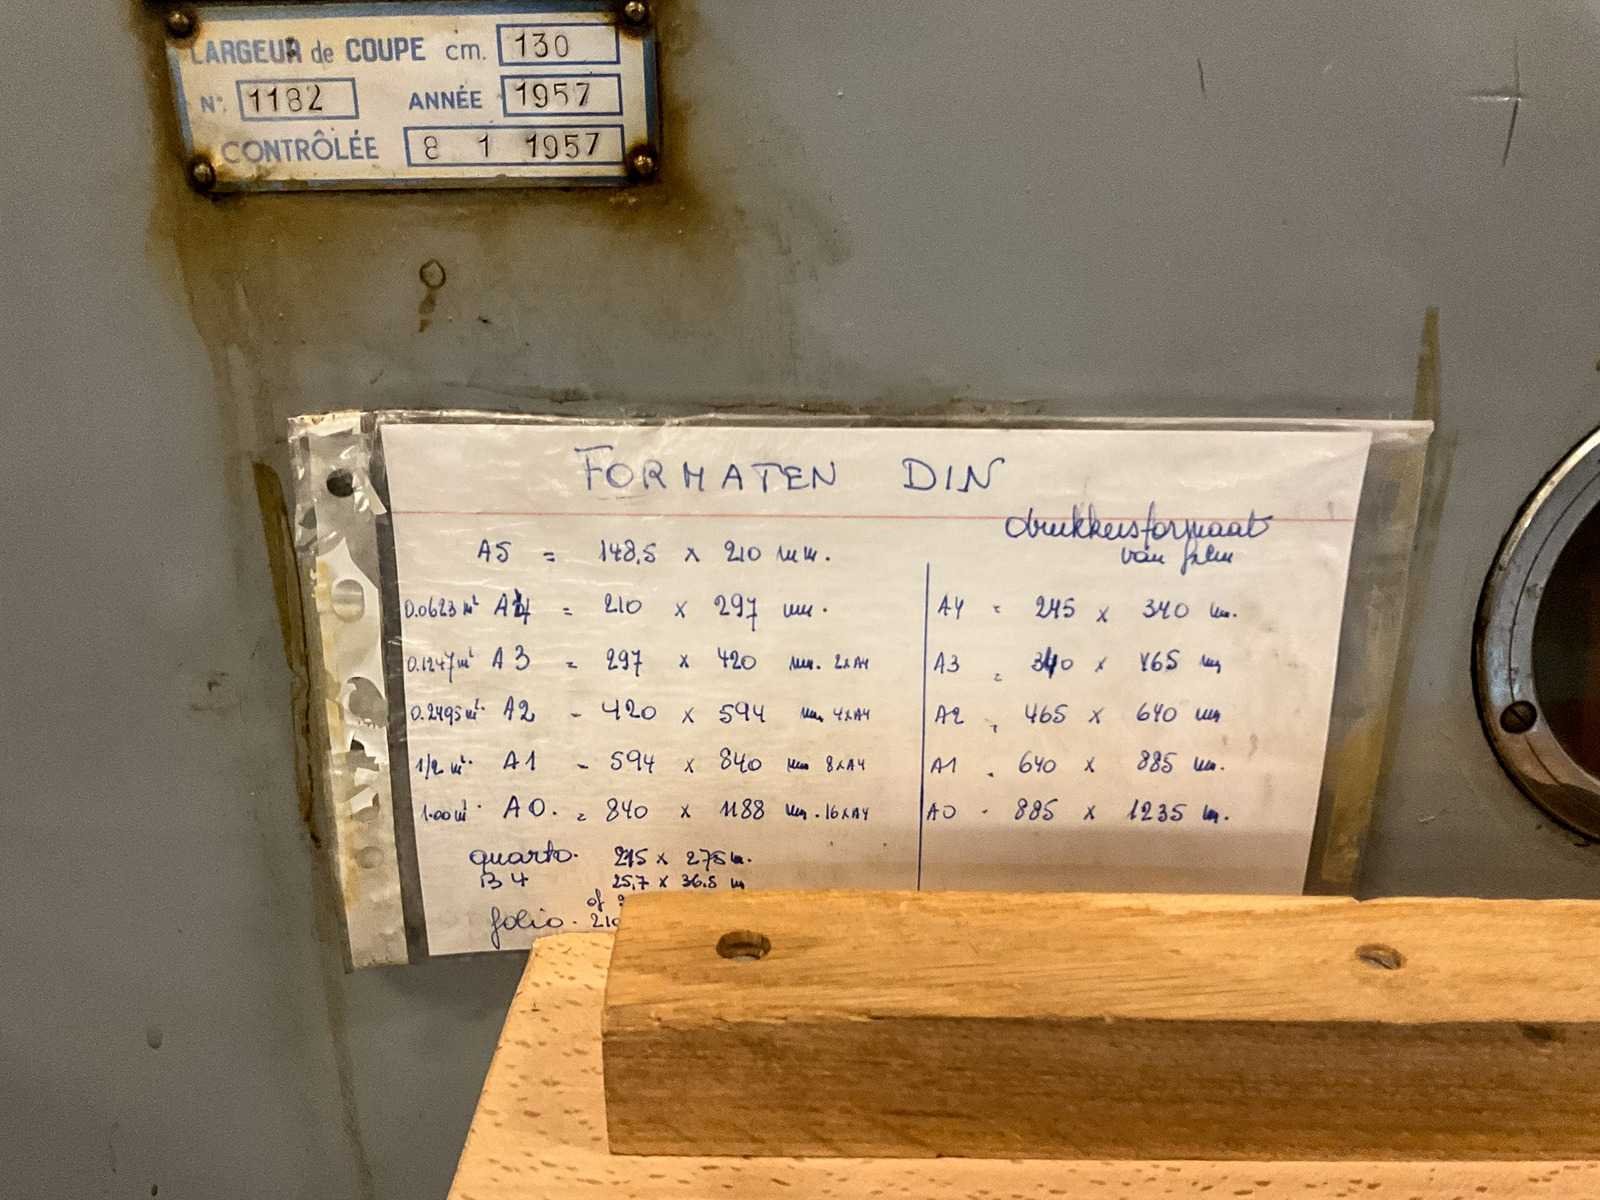 LARGEUR de COUPE cm. 130
N°. 1182 ANNÉE 1957
CONTRÔLÉE 8 1 1957
FORMATEN DIN
drukkersformaat
van
A5 = 148,5 x 210 mm.
0.0623 m² A4 = 210 x 297 mm. A4 = 245 x 340 mm.
0.1247 m² A3 = 297 x 420 mm. 2xA4 A3 = 340 x 465 mm
0.2495 m² A2 - 420 x 594 mm 4xA4 A2 = 465 x 640 mm
1/2 m² A1 - 594 x 840 mm 8xA4 A1 - 640 x 885 mm.
1.00 m² A0. = 840 x 1188 mm. 16xA4 A0 - 885 x 1235 m.
quarto. 215 x 275 m.
B4 25,7 x 36.5 m
of
folio. 210